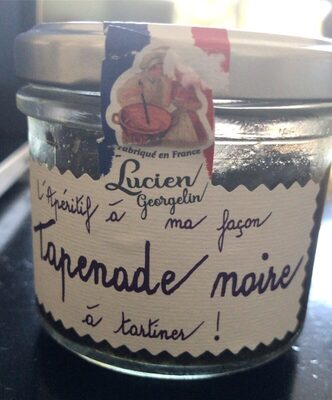 Fabriqué en France
Lucien
Georgelin
L'Apéritif à ma façon
Tapenade noire
à tartiner !